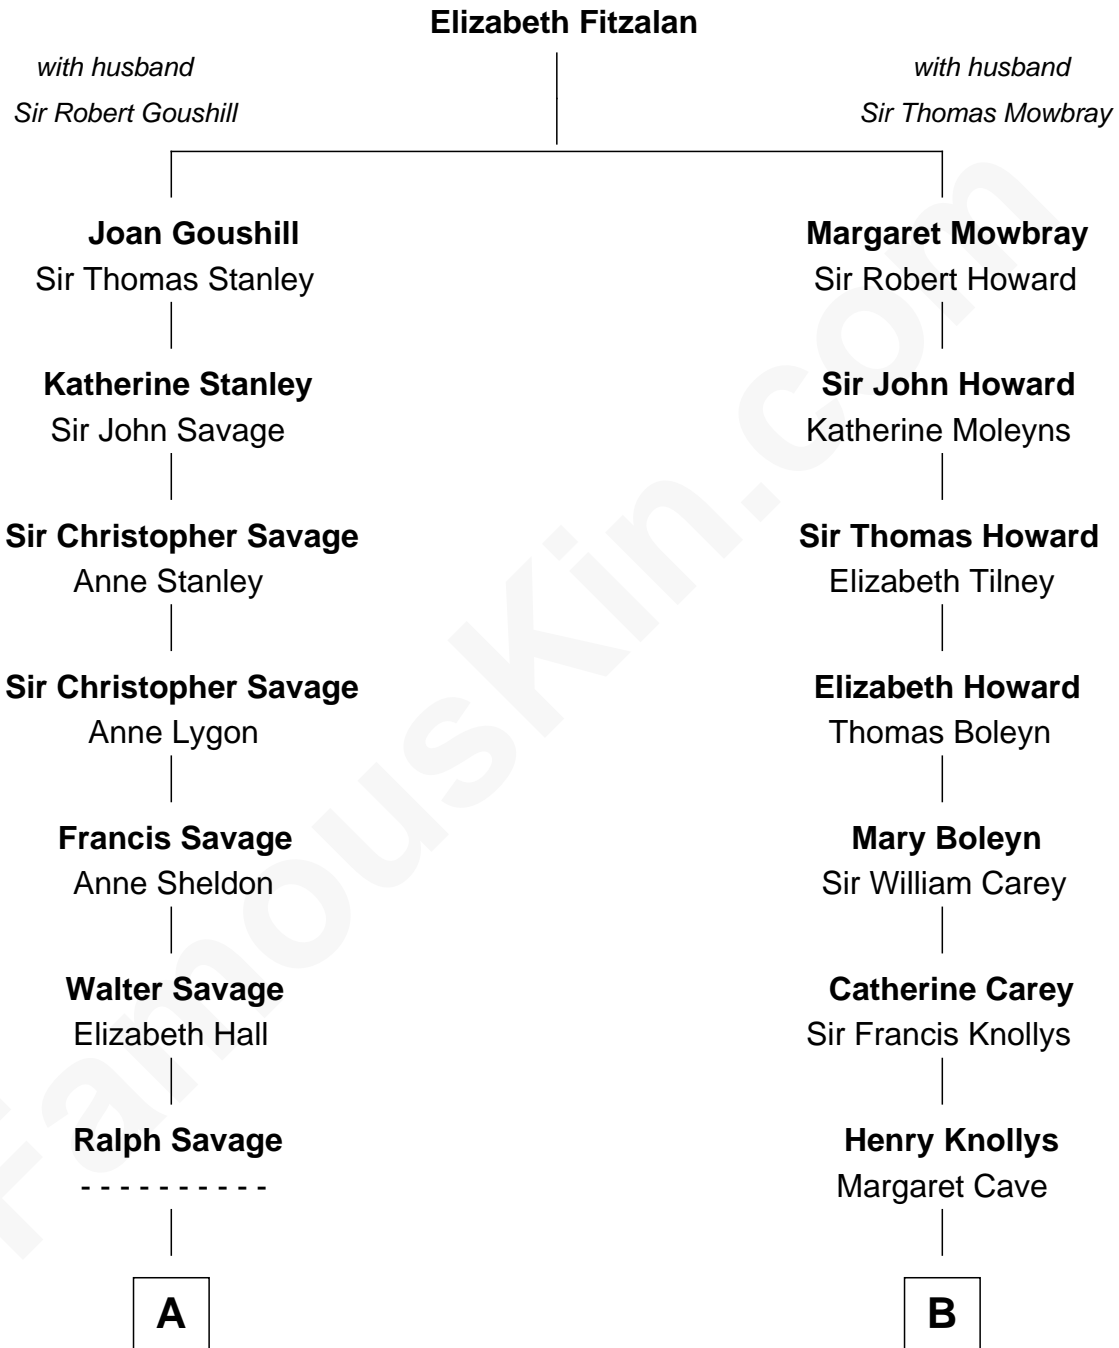 Elizabeth Fitzalan
with husband
Sir Robert Goushill
with husband
Sir Thomas Mowbray
Joan Goushill
Sir Thomas Stanley
Margaret Mowbray
Sir Robert Howard
Katherine Stanley
Sir John Savage
Sir John Howard
Katherine Moleyns
Sir Christopher Savage
Anne Stanley
Sir Thomas Howard
Elizabeth Tilney
Sir Christopher Savage
Anne Lygon
Elizabeth Howard
Thomas Boleyn
Francis Savage
Anne Sheldon
Mary Boleyn
Sir William Carey
Walter Savage
Elizabeth Hall
Catherine Carey
Sir Francis Knollys
Ralph Savage
- - - - - - - - - -
Henry Knollys
Margaret Cave
A
B
FamousKin.com